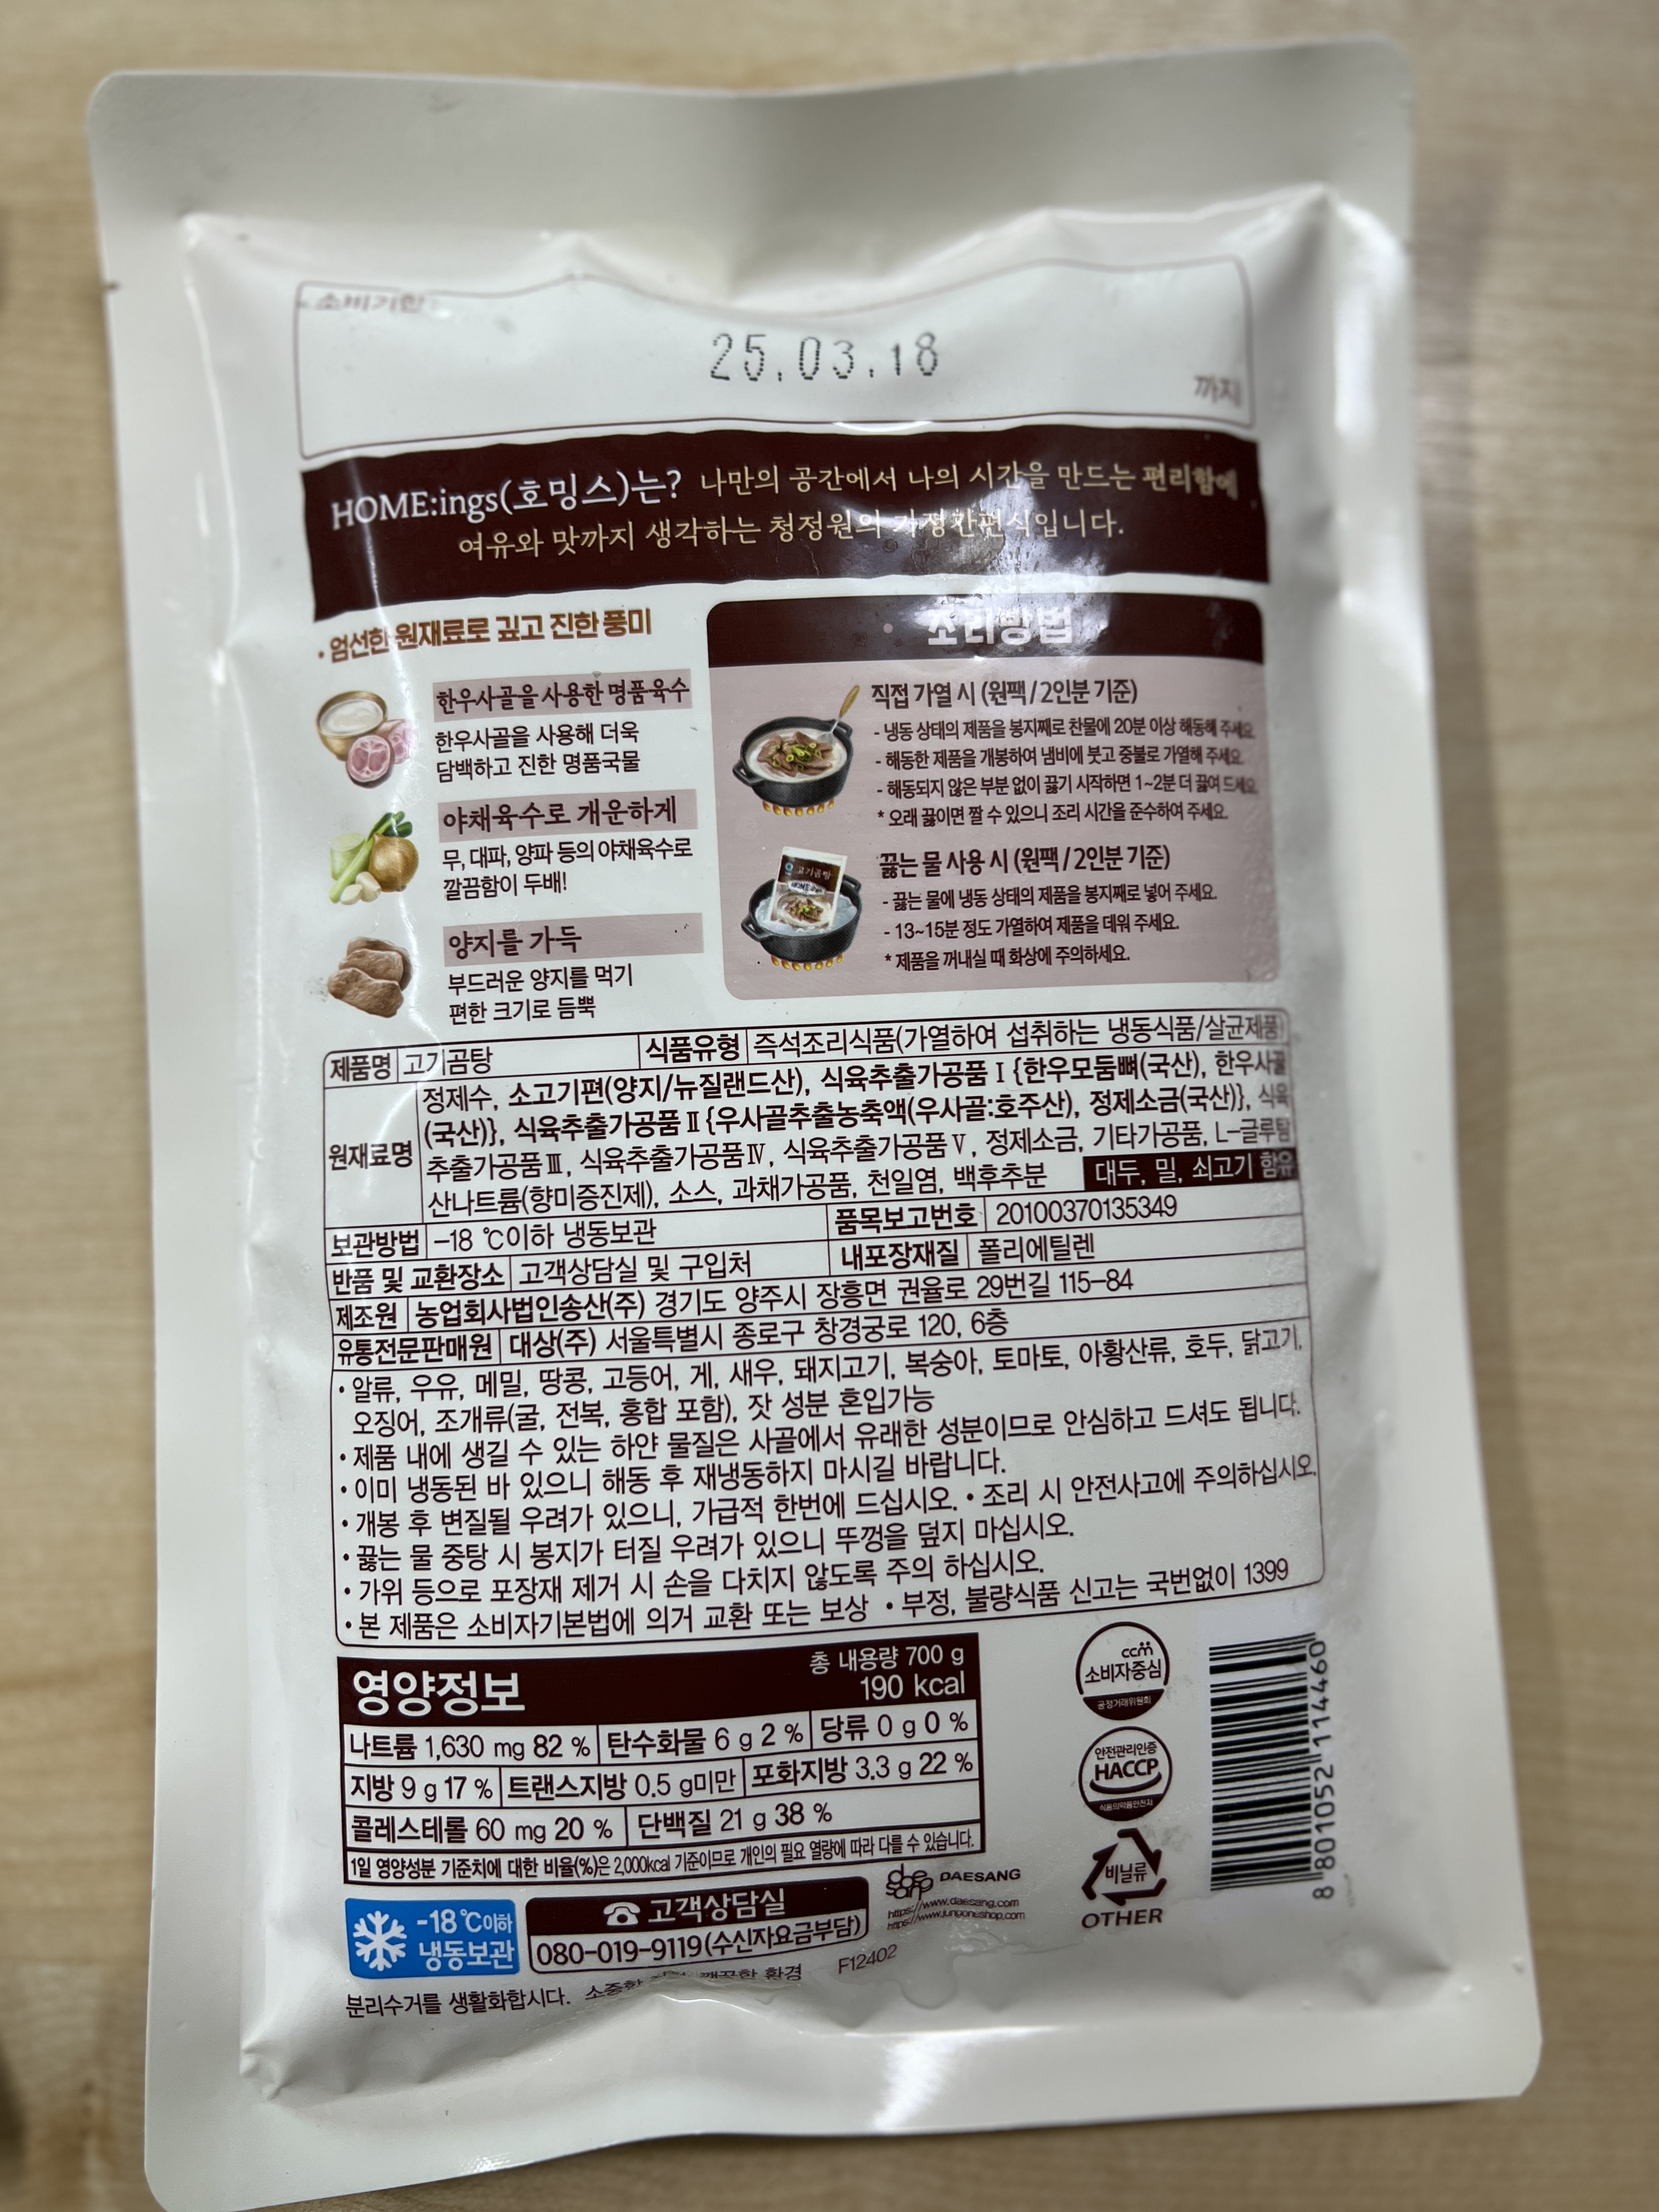 소비기한
25.03.18
까지
HOME:ings(호밍스)는? 나만의 공간에서 나의 시간을 만드는 편리함에
여유와 맛까지 생각하는 청정원의 가정간편식입니다.
• 엄선한 원재료로 깊고 진한 풍미
한우사골을 사용한 명품육수
한우사골을 사용해 더욱
담백하고 진한 명품국물
야채육수로 개운하게
무, 대파, 양파 등의 야채육수로
깔끔함이 두배!
양지를 가득
부드러운 양지를 먹기
편한 크기로 듬뿍
조리방법
직접 가열 시 (원팩/2인분 기준)
- 냉동 상태의 제품을 봉지째로 찬물에 20분 이상 해동해 주세요.
- 해동한 제품을 개봉하여 냄비에 붓고 중불로 가열해 주세요.
- 해동되지 않은 부분 없이 끓기 시작하면 1~2분 더 끓여 드세요.
* 오래 끓이면 짤 수 있으니 조리 시간을 준수하여 주세요.
고기곰탕
끓는 물 사용 시 (원팩/2인분 기준)
- 끓는 물에 냉동 상태의 제품을 봉지째로 넣어 주세요.
- 13~15분 정도 가열하여 제품을 데워 주세요.
* 제품을 꺼내실 때 화상에 주의하세요.
제품명 고기곰탕 식품유형 즉석조리식품(가열하여 섭취하는 냉동식품/살균제품)
원재료명 정제수, 소고기편(양지/뉴질랜드산), 식육추출가공품Ⅰ{한우모둠뼈(국산), 한우사골
(국산)}, 식육추출가공품Ⅱ{우사골추출농축액(우사골:호주산), 정제소금(국산)}, 식육
추출가공품Ⅲ, 식육추출가공품Ⅳ, 식육추출가공품Ⅴ, 정제소금, 기타가공품, L-글루탐
산나트륨(향미증진제), 소스, 과채가공품, 천일염, 백후추분 대두, 밀, 쇠고기 함유
보관방법 -18 ℃이하 냉동보관 품목보고번호 20100370135349
반품 및 교환장소 고객상담실 및 구입처 내포장재질 폴리에틸렌
제조원 농업회사법인송산(주) 경기도 양주시 장흥면 권율로 29번길 115-84
유통전문판매원 대상(주) 서울특별시 종로구 창경궁로 120, 6층
• 알류, 우유, 메밀, 땅콩, 고등어, 게, 새우, 돼지고기, 복숭아, 토마토, 아황산류, 호두, 닭고기,
오징어, 조개류(굴, 전복, 홍합 포함), 잣 성분 혼입가능
• 제품 내에 생길 수 있는 하얀 물질은 사골에서 유래한 성분이므로 안심하고 드셔도 됩니다.
• 이미 냉동된 바 있으니 해동 후 재냉동하지 마시길 바랍니다.
• 개봉 후 변질될 우려가 있으니, 가급적 한번에 드십시오. • 조리 시 안전사고에 주의하십시오.
• 끓는 물 중탕 시 봉지가 터질 우려가 있으니 뚜껑을 덮지 마십시오.
• 가위 등으로 포장재 제거 시 손을 다치지 않도록 주의 하십시오.
• 본 제품은 소비자기본법에 의거 교환 또는 보상 • 부정, 불량식품 신고는 국번없이 1399
영양정보
총 내용량 700 g
190 kcal
나트륨 1,630 mg 82 % 탄수화물 6 g 2 % 당류 0 g 0 %
지방 9 g 17 % 트랜스지방 0.5 g미만 포화지방 3.3 g 22 %
콜레스테롤 60 mg 20 % 단백질 21 g 38 %
1일 영양성분 기준치에 대한 비율(%)은 2,000kcal 기준이므로 개인의 필요 열량에 따라 다를 수 있습니다.
ccm
소비자중심
공정거래위원회
안전관리인증
HACCP
식품의약품안전처
비닐류
OTHER
8 801052 114460
-18℃이하
냉동보관
고객상담실
080-019-9119(수신자요금부담)
DAESANG
https://www.daesang.com
https://www.jungoneshop.com
분리수거를 생활화합시다. 소중한 환경
F12402